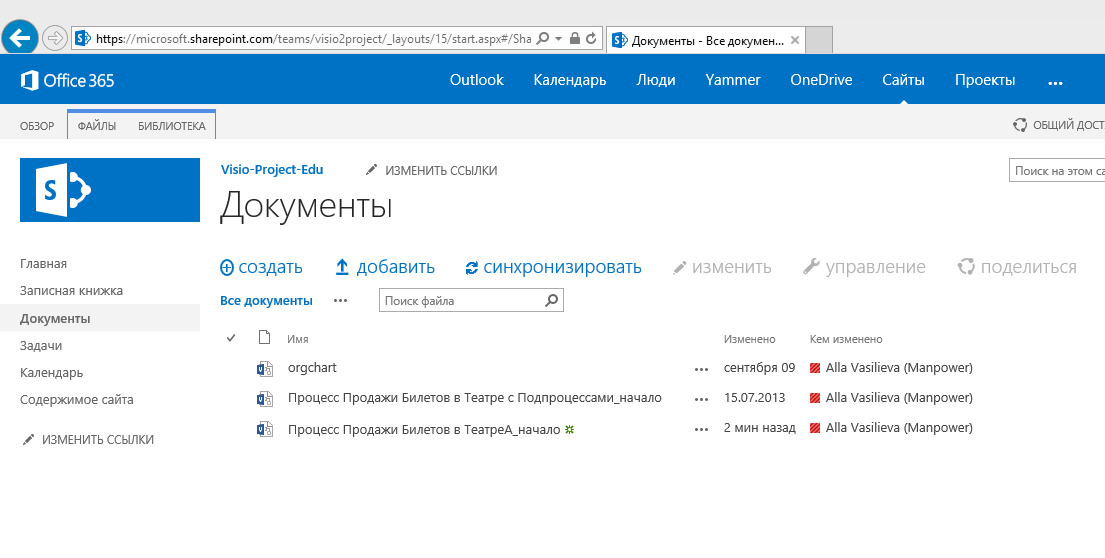 https://microsoft.sharepoint.com/teams/visio2project/_layouts/15/start.aspx#/Sha
Документы - Все докумен...
Office 365
Outlook Календарь Люди Yammer OneDrive Сайты Проекты ...
ОБЗОР ФАЙЛЫ БИБЛИОТЕКА ОБЩИЙ ДОСТ
S
Visio-Project-Edu ИЗМЕНИТЬ ССЫЛКИ
Поиск на этом са
Документы
Главная
Записная книжка
Документы
Задачи
Календарь
Содержимое сайта
ИЗМЕНИТЬ ССЫЛКИ
создать добавить синхронизировать изменить управление поделиться
Все документы ... Поиск файла
Имя Изменено Кем изменено
orgchart ... сентября 09 Alla Vasilieva (Manpower)
Процесс Продажи Билетов в Театре с Подпроцессами_начало ... 15.07.2013 Alla Vasilieva (Manpower)
Процесс Продажи Билетов в ТеатреА_начало ... 2 мин назад Alla Vasilieva (Manpower)